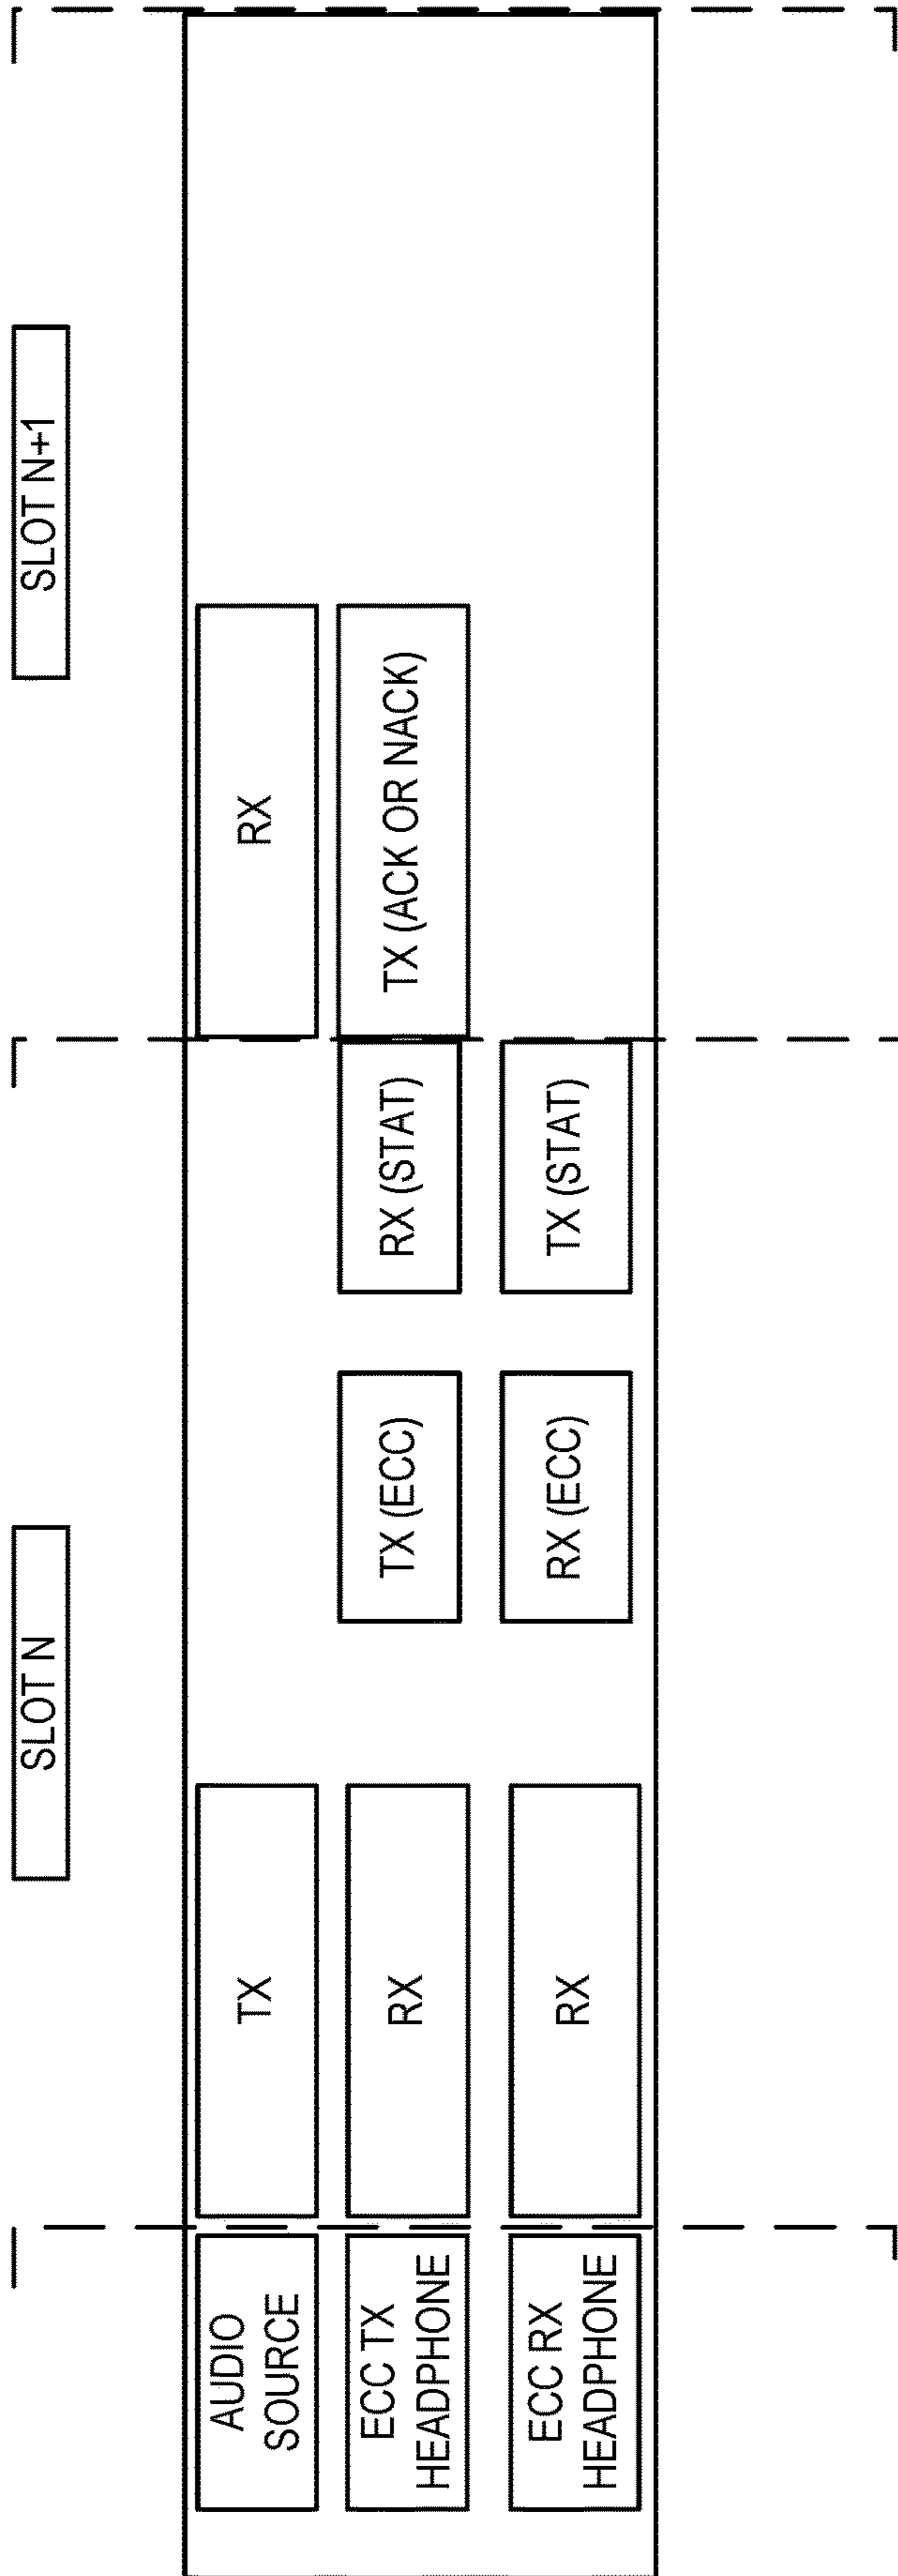 SLOT N
SLOT N+1
AUDIO
SOURCE
TX
RX
ECC TX
HEADPHONE
RX
TX (ECC)
RX (STAT)
TX (ACK OR NACK)
ECC RX
HEADPHONE
RX
RX (ECC)
TX (STAT)